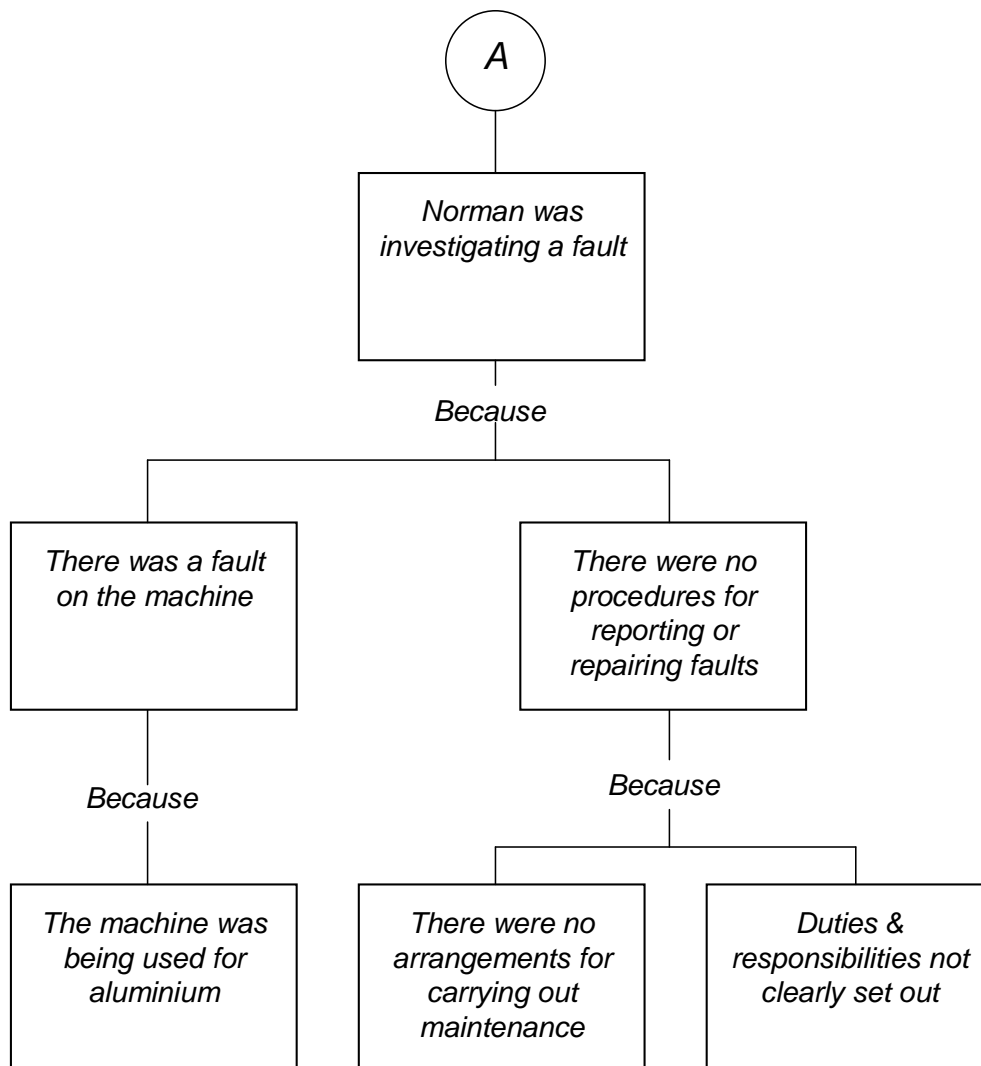 A
Norman was
investigating a fault
Because
There was a fault
on the machine
There were no
procedures for
reporting or
repairing faults
Because
Because
The machine was
being used for
aluminium
There were no
arrangements for
carrying out
maintenance
Duties &
responsibilities not
clearly set out